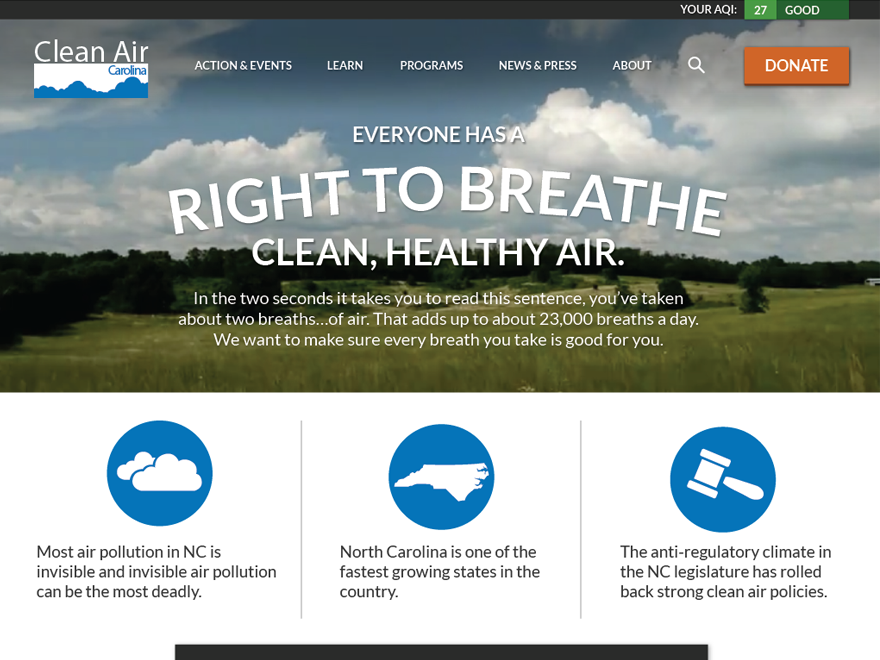 YOUR AQI: 27 GOOD
Clean Air
Carolina
ACTION & EVENTS LEARN PROGRAMS NEWS & PRESS ABOUT DONATE
EVERYONE HAS A
RIGHT TO BREATHE
CLEAN, HEALTHY AIR.
In the two seconds it takes you to read this sentence, you’ve taken
about two breaths...of air. That adds up to about 23,000 breaths a day.
We want to make sure every breath you take is good for you.
Most air pollution in NC is
invisible and invisible air pollution
can be the most deadly.
North Carolina is one of the
fastest growing states in the
country.
The anti-regulatory climate in
the NC legislature has rolled
back strong clean air policies.